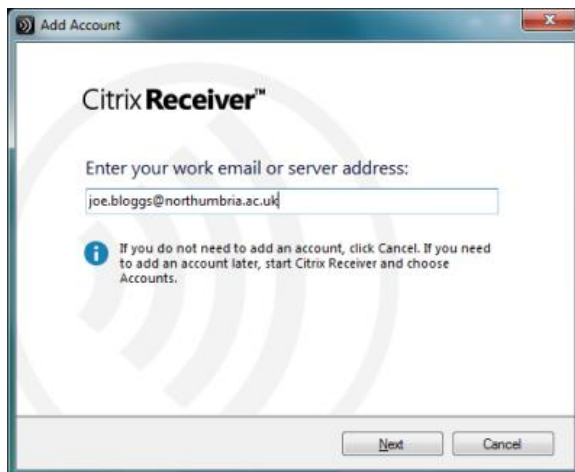 Add Account
Citrix Receiver™
Enter your work email or server address:
joe.bloggs@northumbria.ac.uk
If you do not need to add an account, click Cancel. If you need
to add an account later, start Citrix Receiver and choose
Accounts.
Next
Cancel